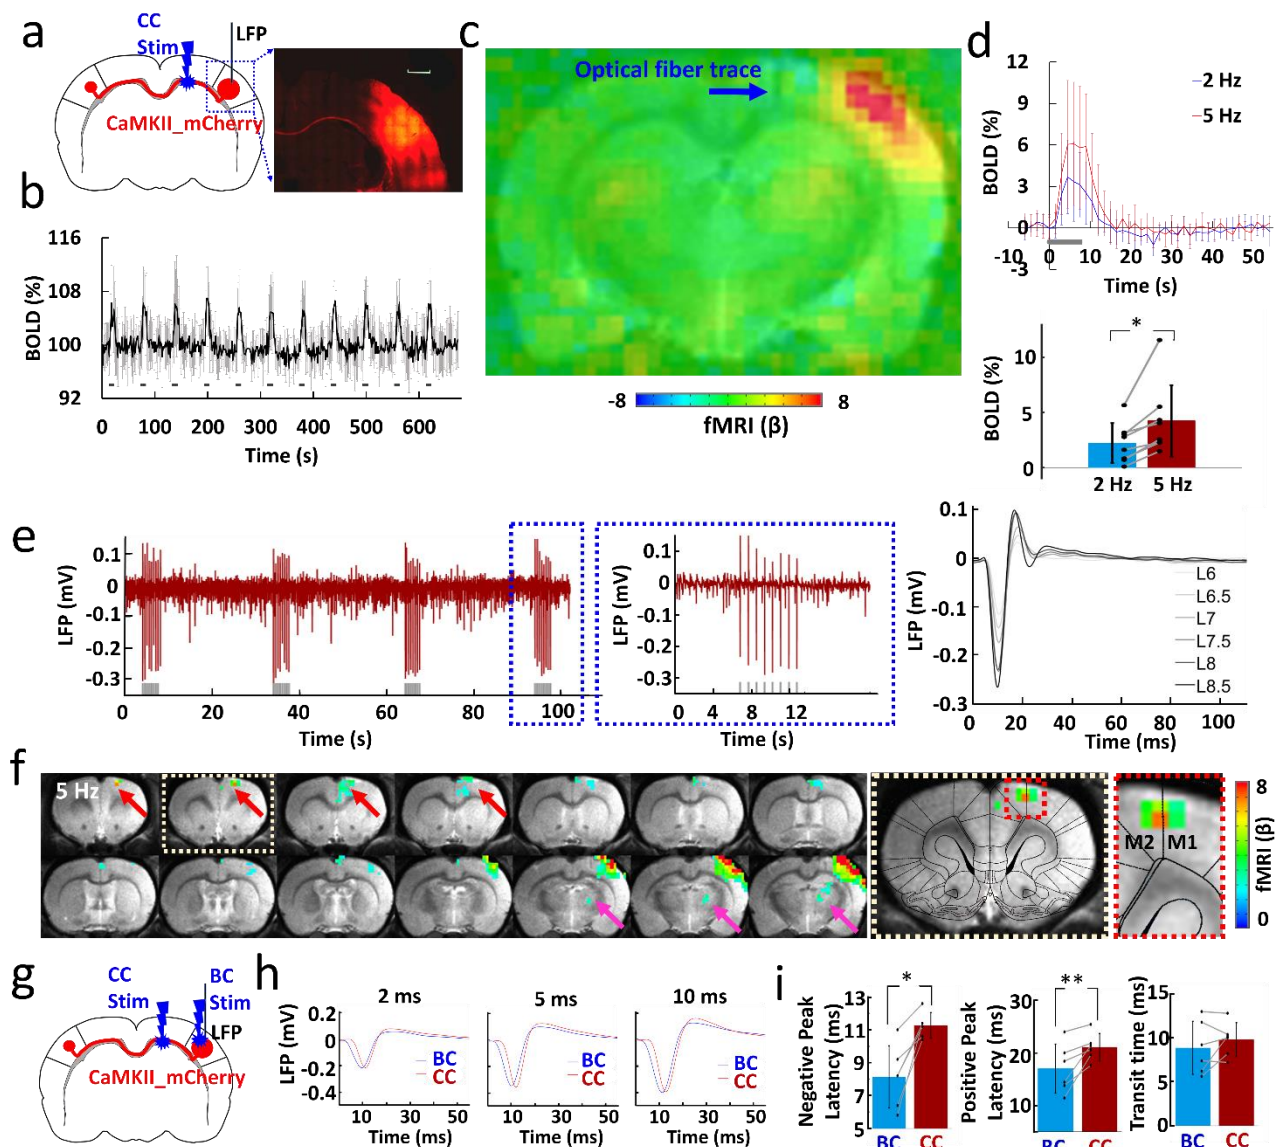 a
CC
Stim
LFP
CaMKII_mCherry
b
116
108
100
92
BOLD (%)
0 100 200 300 400 500 600
Time (s)
c
Optical fiber trace
-8 8
fMRI (β)
d
12
9
6
3
0
-3
BOLD (%)
2 Hz
5 Hz
-10 0 10 20 30 40 50
Time (s)
*
10
5
0
BOLD (%)
2 Hz 5 Hz
e
0.1
0
-0.1
-0.2
-0.3
LFP (mV)
0 20 40 60 80 100
Time (s)
0.1
0
-0.1
-0.2
-0.3
LFP (mV)
0 4 8 12
Time (s)
0.1
0
-0.1
-0.2
-0.3
LFP (mV)
L6
L6.5
L7
L7.5
L8
L8.5
0 20 40 60 80 100
Time (ms)
f
5 Hz
M2 M1
8
0
fMRI (β)
g
CC
Stim
BC
Stim
LFP
CaMKII_mCherry
h
2 ms 5 ms 10 ms
0.2
0
-0.2
-0.4
LFP (mV)
BC
CC
BC
CC
BC
CC
10 30 50
10 30 50
10 30 50
Time (ms) Time (ms) Time (ms)
i
*
13
11
9
7
5
Negative Peak
Latency (ms)
BC CC
**
30
20
10
Positive Peak
Latency (ms)
BC CC
15
10
5
0
Transit time (ms)
BC CC